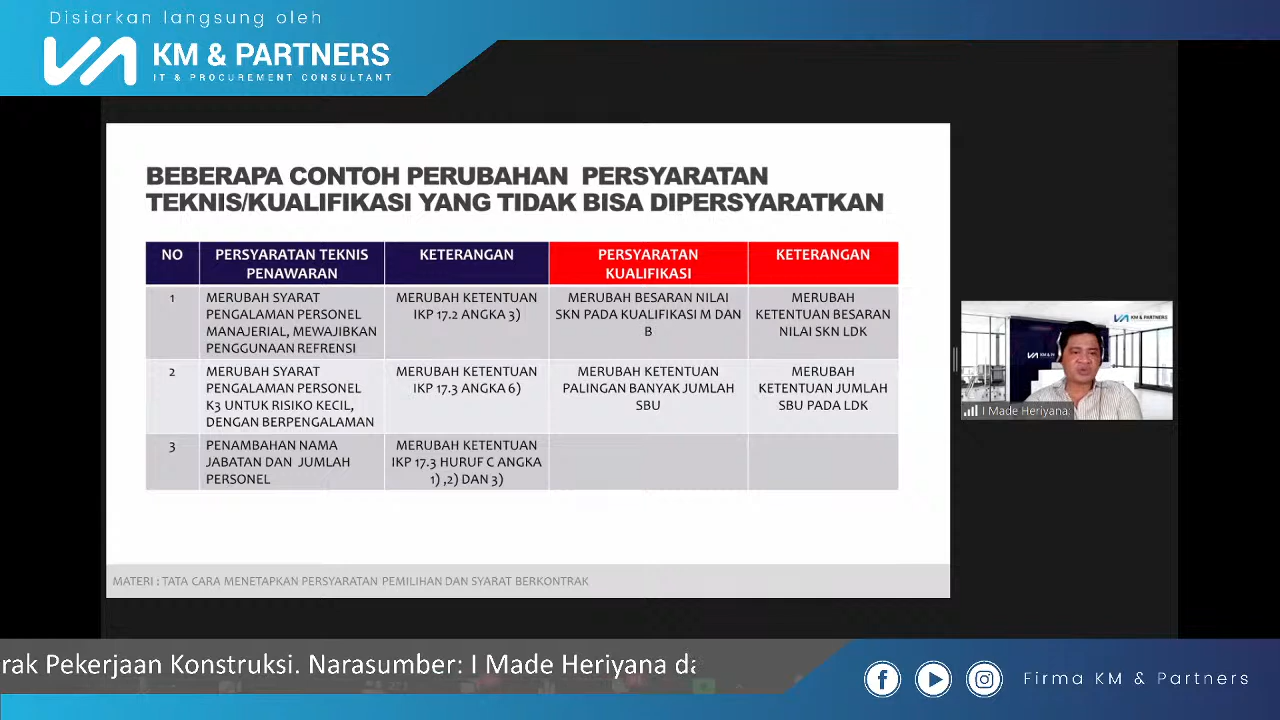 Disiarkan langsung oleh
KM & PARTNERS
IT & PROCUREMENT CONSULTANT
BEBERAPA CONTOH PERUBAHAN PERSYARATAN
TEKNIS/KUALIFIKASI YANG TIDAK BISA DIPERSYARATKAN
NO
PERSYARATAN TEKNIS
PENAWARAN
KETERANGAN
PERSYARATAN
KUALIFIKASI
KETERANGAN
1
MERUBAH SYARAT
PENGALAMAN PERSONEL
MANAJERIAL, MEWAJIBKAN
PENGGUNAAN REFRENSI
MERUBAH KETENTUAN
IKP 17.2 ANGKA 3)
MERUBAH BESARAN NILAI
SKN PADA KUALIFIKASI M DAN
B
MERUBAH
KETENTUAN BESARAN
NILAI SKN LDK
2
MERUBAH SYARAT
PENGALAMAN PERSONEL
K3 UNTUK RISIKO KECIL,
DENGAN BERPENGALAMAN
MERUBAH KETENTUAN
IKP 17.3 ANGKA 6)
MERUBAH KETENTUAN
PALINGAN BANYAK JUMLAH
SBU
MERUBAH
KETENTUAN JUMLAH
SBU PADA LDK
3
PENAMBAHAN NAMA
JABATAN DAN JUMLAH
PERSONEL
MERUBAH KETENTUAN
IKP 17.3 HURUF C ANGKA
1) ,2) DAN 3)
MATERI : TATA CARA MENETAPKAN PERSYARATAN PEMILIHAN DAN SYARAT BERKONTRAK
KM & PARTNERS
I Made Heriyana:
rak Pekerjaan Konstruksi. Narasumber: I Made Heriyana da
Firma KM & Partners